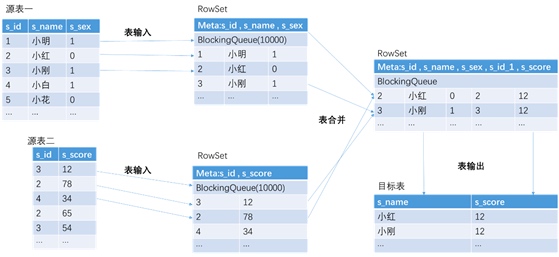 源表一
s_id s_name s_sex
1 小明 1
2 小红 0
3 小刚 1
4 小白 1
5 小花 0
... ... ...
表输入
RowSet
Meta:s_id , s_name , s_sex
BlockingQueue(10000)
1 小明 1
2 小红 0
3 小刚 1
... ... ...
源表二
s_id s_score
3 12
2 78
4 34
2 65
3 54
... ...
表输入
RowSet
Meta:s_id , s_score
BlockingQueue(10000)
3 12
2 78
4 34
... ...
表合并
RowSet
Meta:s_id , s_name , s_sex , s_id_1 , s_score
BlockingQueue
2 小红 0 2 12
3 小刚 1 3 12
... ... ... ... ...
表输出
目标表
s_name s_score
小红 12
小刚 12
... ...